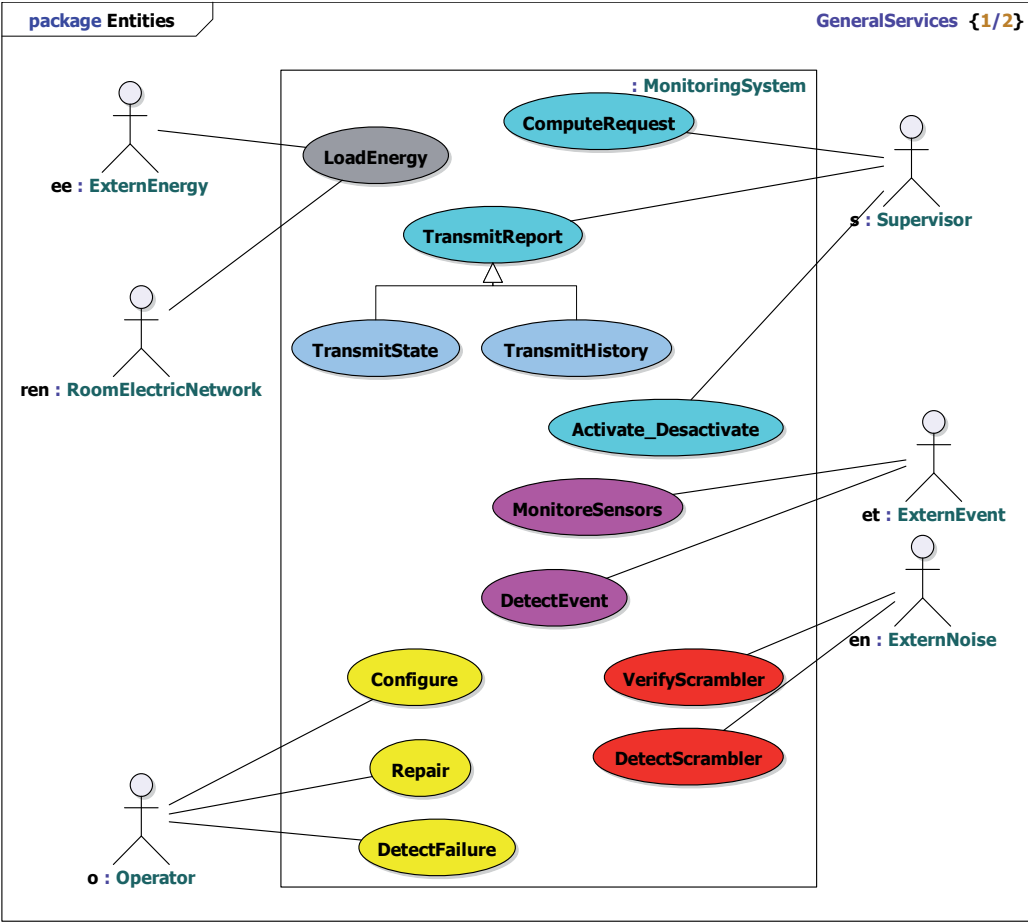 package Entities
GeneralServices {1/2}
: MonitoringSystem
ComputeRequest
LoadEnergy
ee : ExternEnergy
s : Supervisor
TransmitReport
TransmitState
TransmitHistory
ren : RoomElectricNetwork
Activate_Desactivate
MonitoreSensors
et : ExternEvent
DetectEvent
en : ExternNoise
Configure
VerifyScrambler
DetectScrambler
Repair
DetectFailure
o : Operator